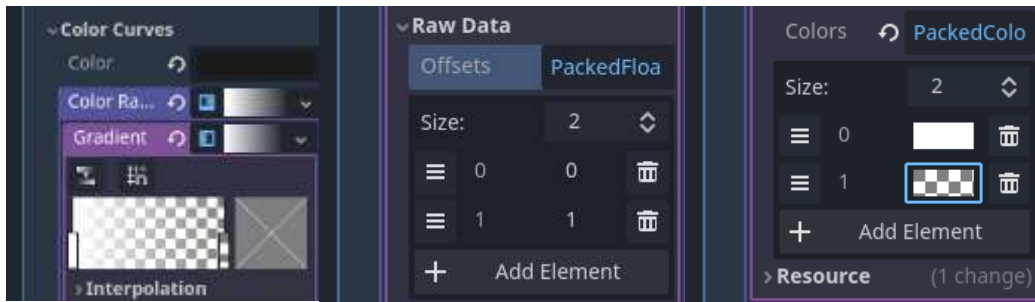 Color Curves
Color
Color Ra...
Gradient
Interpolation
Raw Data
Offsets PackedFloa
Size: 2
0 0
1 1
Add Element
Colors PackedColo
Size: 2
0
1
Add Element
Resource (1 change)